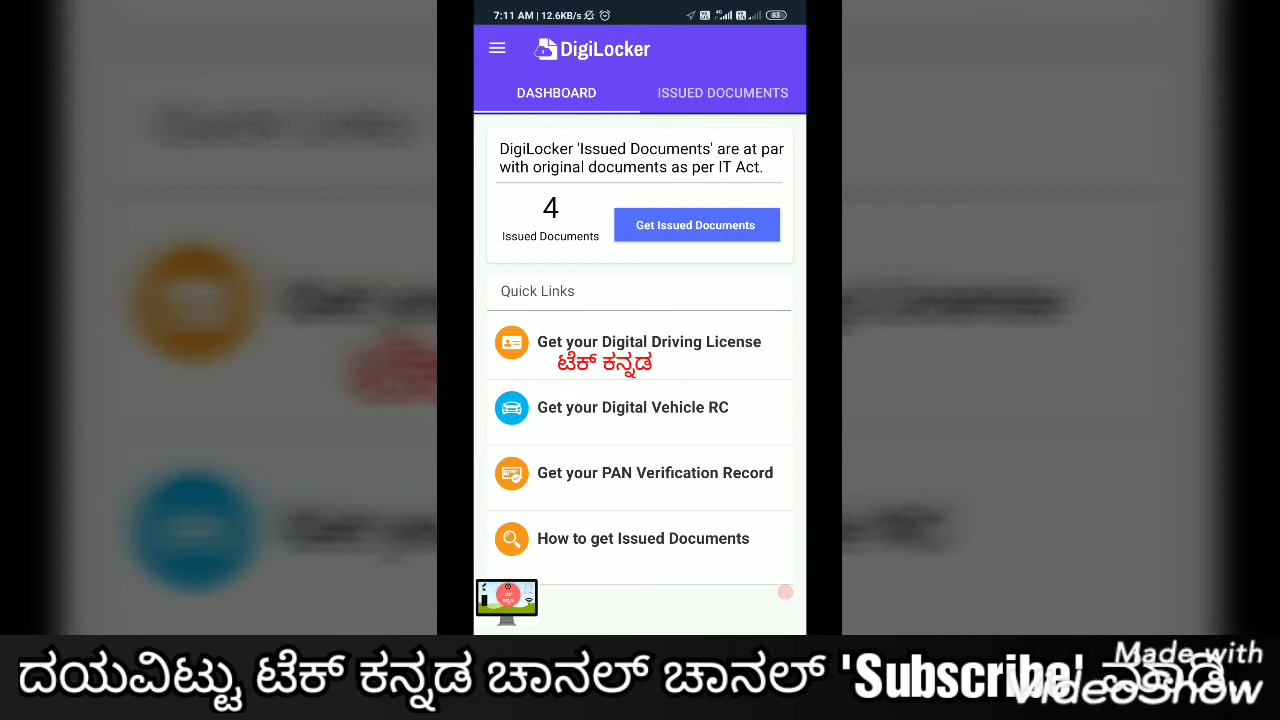 7:11 AM | 12.6KB/s
4G
83
DigiLocker
DASHBOARD
ISSUED DOCUMENTS
DigiLocker 'Issued Documents' are at par
with original documents as per IT Act.
4
Issued Documents
Get Issued Documents
Quick Links
Get your Digital Driving License
ಟೆಕ್ ಕನ್ನಡ
Get your Digital Vehicle RC
Get your PAN Verification Record
How to get Issued Documents
ದಯವಿಟ್ಟು ಟೆಕ್ ಕನ್ನಡ ಚಾನಲ್ ಚಾನಲ್ 'Subscribe' ಮಾಡಿ.
Made with
VideoShow